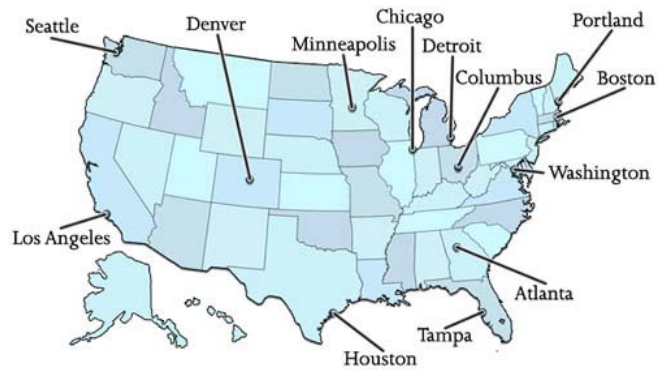 Chicago
Portland
Seattle
Denver
Minneapolis
Detroit
Columbus
Boston
Washington
Los Angeles
Atlanta
Tampa
Houston